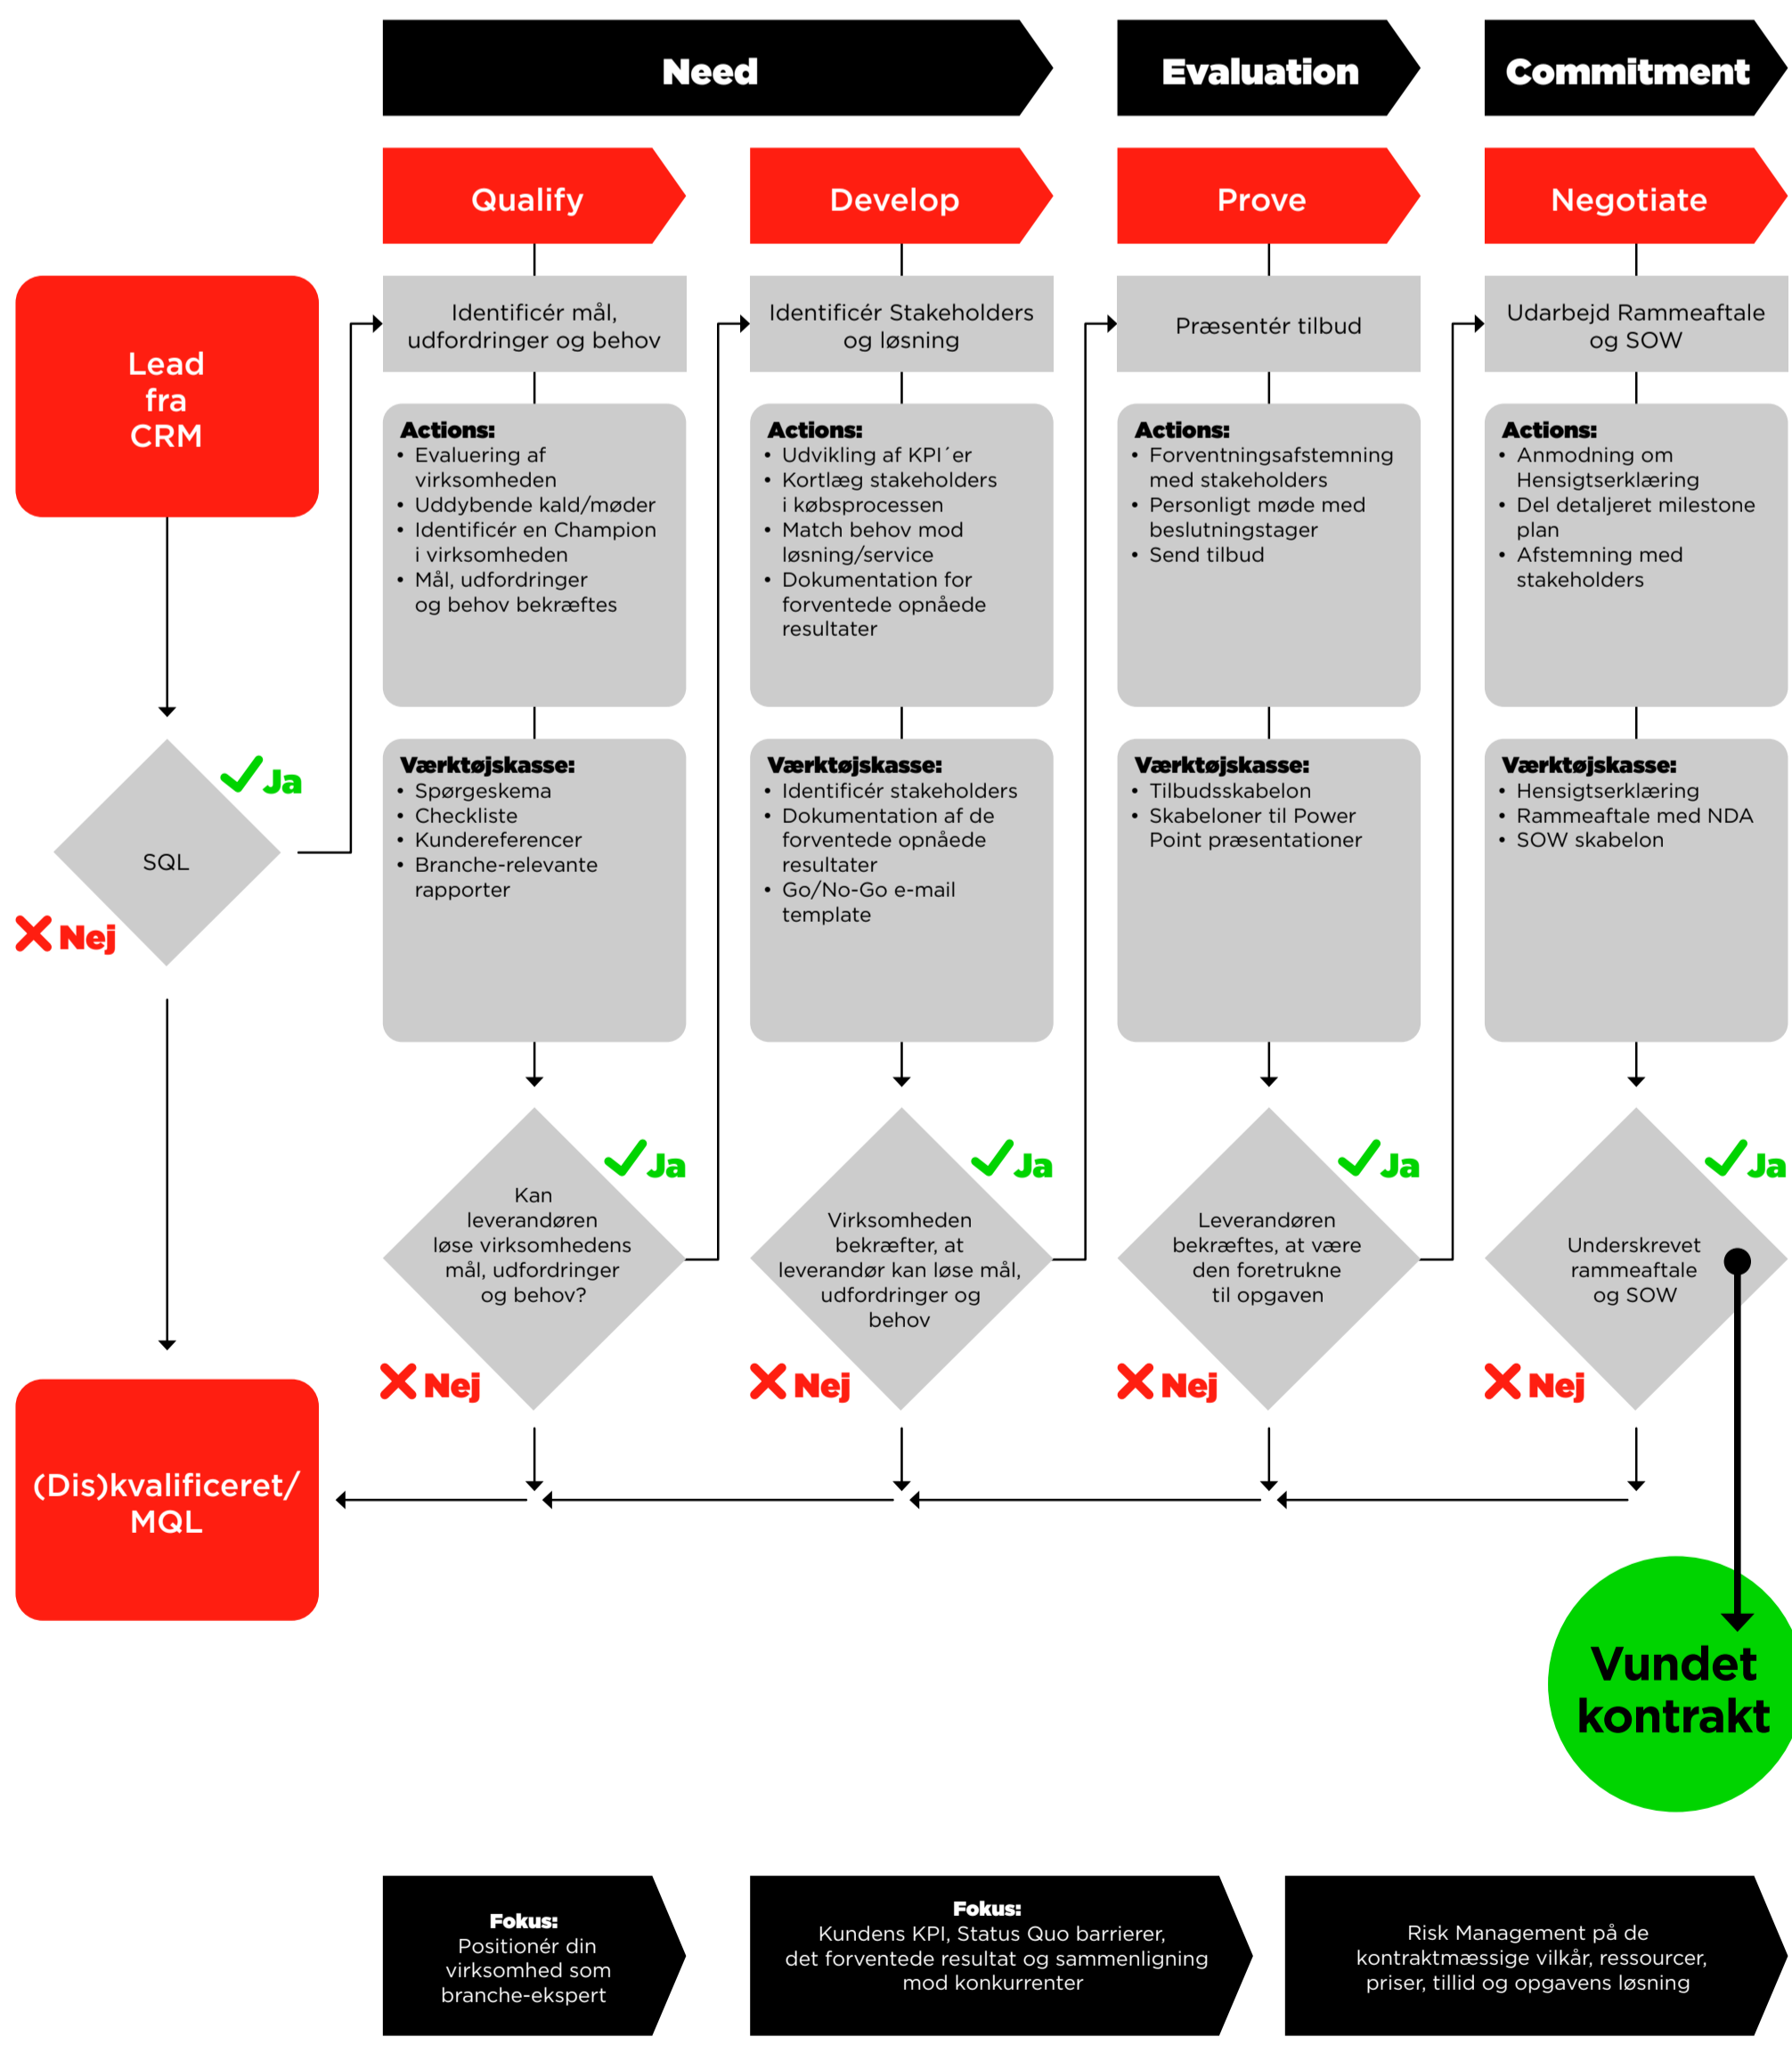 Need
Evaluation
Commitment
Qualify
Develop
Prove
Negotiate
Lead
fra
CRM
✓ Ja
SQL
✗ Nej
(Dis)kvalificeret/
MQL
Identificér mål,
udfordringer og behov
Actions:
• Evaluering af
virksomheden
• Uddybende kald/møder
• Identificér en Champion
i virksomheden
• Mål, udfordringer
og behov bekræftes
Værktøjskasse:
• Spørgeskema
• Checkliste
• Kundereferencer
• Branche-relevante
rapporter
✓ Ja
Kan
leverandøren
løse virksomhedens
mål, udfordringer
og behov?
✗ Nej
Identificér Stakeholders
og løsning
Actions:
• Udvikling af KPI´er
• Kortlæg stakeholders
i købsprocessen
• Match behov mod
løsning/service
• Dokumentation for
forventede opnåede
resultater
Værktøjskasse:
• Identificér stakeholders
• Dokumentation af de
forventede opnåede
resultater
• Go/No-Go e-mail
template
✓ Ja
Virksomheden
bekræfter, at
leverandør kan løse mål,
udfordringer og
behov
✗ Nej
Præsentér tilbud
Actions:
• Forventningsafstemning
med stakeholders
• Personligt møde med
beslutningstager
• Send tilbud
Værktøjskasse:
• Tilbudsskabelon
• Skabeloner til Power
Point præsentationer
✓ Ja
Leverandøren
bekræftes, at være
den foretrukne
til opgaven
✗ Nej
Udarbejd Rammeaftale
og SOW
Actions:
• Anmodning om
Hensigtserklæring
• Del detaljeret milestone
plan
• Afstemning med
stakeholders
Værktøjskasse:
• Hensigtserklæring
• Rammeaftale med NDA
• SOW skabelon
✓ Ja
Underskrevet
rammeaftale
og SOW
✗ Nej
Vundet
kontrakt
Fokus:
Positionér din
virksomhed som
branche-ekspert
Fokus:
Kundens KPI, Status Quo barrierer,
det forventede resultat og sammenligning
mod konkurrenter
Risk Management på de
kontraktmæssige vilkår, ressourcer,
priser, tillid og opgavens løsning